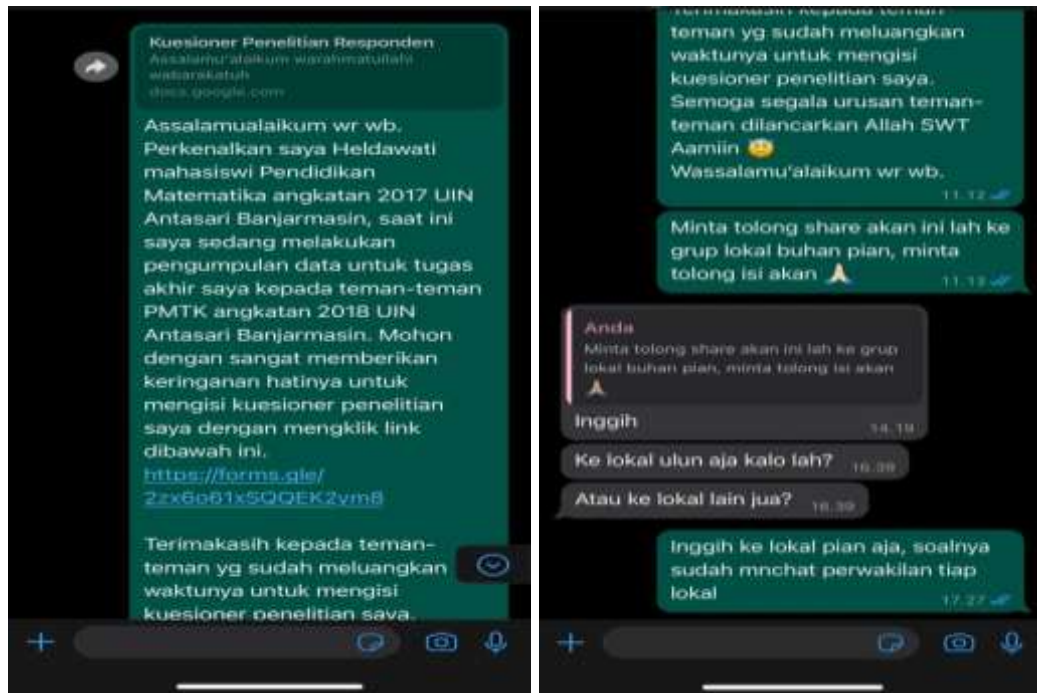 Kuesioner Penelitian Responden
Assalamu'alaikum warahmatullahi
wabarakatuh
docs.google.com
Assalamualaikum wr wb.
Perkenalkan saya Heldawati
mahasiswi Pendidikan
Matematika angkatan 2017 UIN
Antasari Banjarmasin, saat ini
saya sedang melakukan
pengumpulan data untuk tugas
akhir saya kepada teman-teman
PMTK angkatan 2018 UIN
Antasari Banjarmasin. Mohon
dengan sangat memberikan
keringanan hatinya untuk
mengisi kuesioner penelitian
saya dengan mengklik link
dibawah ini.
https://forms.gle/
2zx6o61xSQQEK2ym8
Terimakasih kepada teman-
teman yg sudah meluangkan
waktunya untuk mengisi
kuesioner penelitian saya.
Terimakasih kepada teman-
teman yg sudah meluangkan
waktunya untuk mengisi
kuesioner penelitian saya.
Semoga segala urusan teman-
teman dilancarkan Allah SWT
Aamiin 😇
Wassalamu'alaikum wr wb.
11.12
Minta tolong share akan ini lah ke
grup lokal buhan pian, minta
tolong isi akan 🙏🏻
11.13
Anda
Minta tolong share akan ini lah ke grup
lokal buhan pian, minta tolong isi akan
🙏🏻
Inggih
14.19
Ke lokal ulun aja kalo lah?
16.39
Atau ke lokal lain jua?
16.39
Inggih ke lokal pian aja, soalnya
sudah mnchat perwakilan tiap
lokal
17.27